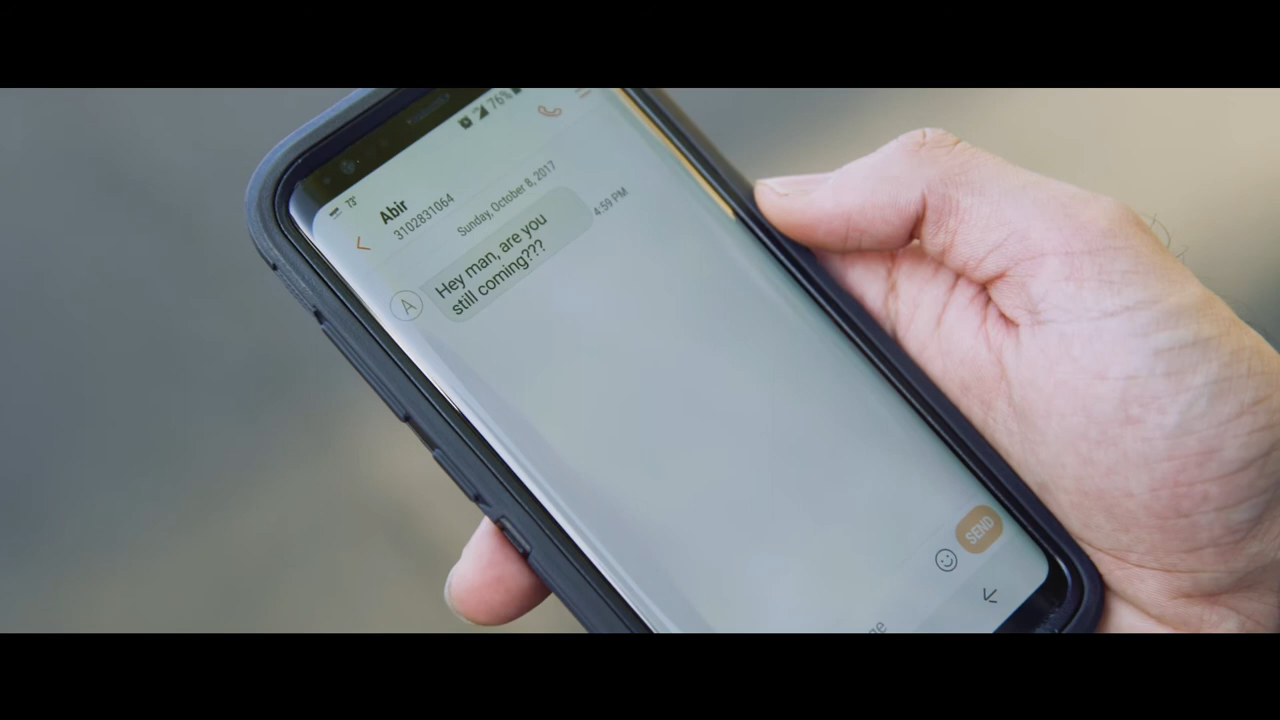 73°
76%
Abir
3102831064
Sunday, October 8, 2017
Hey man, are you
still coming???
4:59 PM
A
SEND